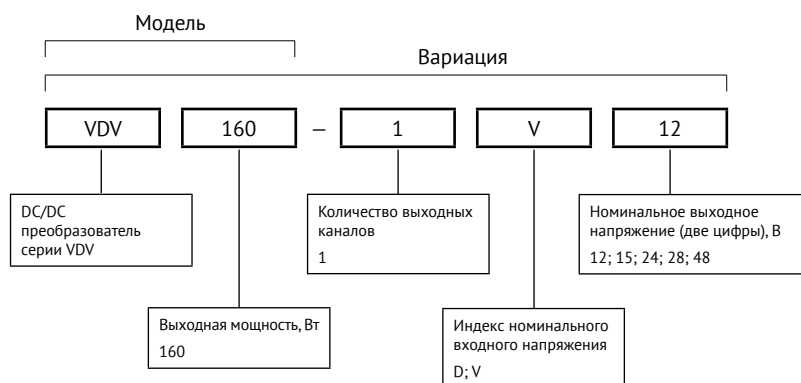 Модель
Вариация
VDV 160 – 1 V 12
DC/DC
преобразователь
серии VDV
Количество выходных
каналов
1
Номинальное выходное
напряжение (две цифры), В
12; 15; 24; 28; 48
Выходная мощность, Вт
160
Индекс номинального
входного напряжения
D; V